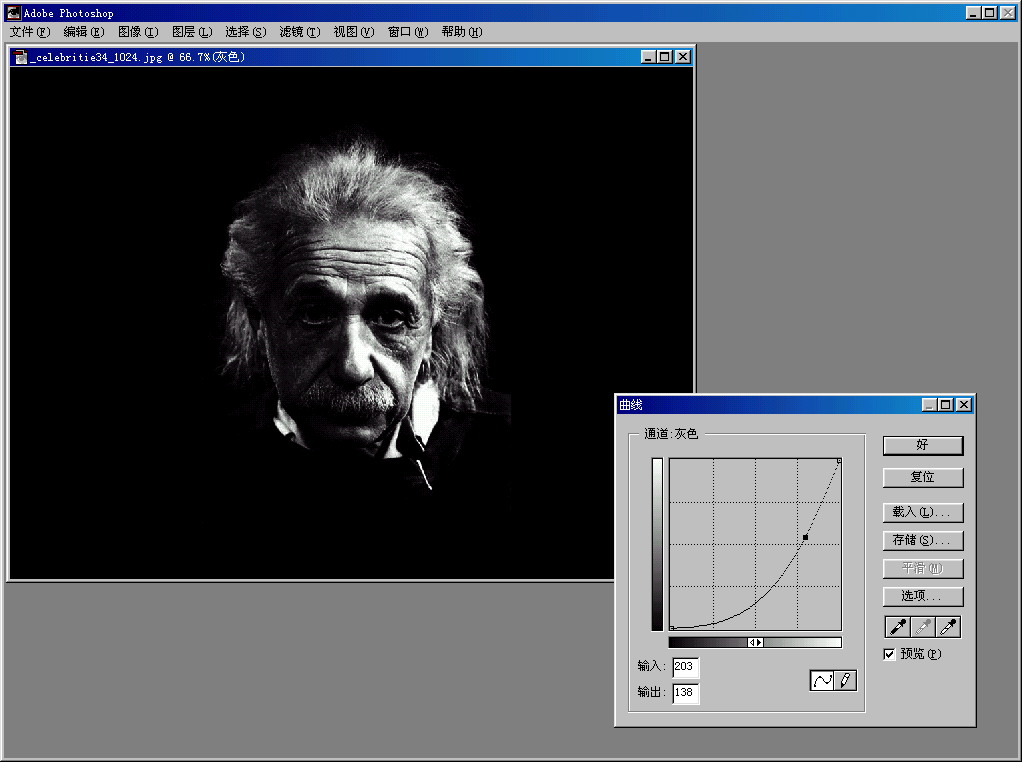 Adobe Photoshop
文件(F) 编辑(E) 图像(I) 图层(L) 选择(S) 滤镜(T) 视图(V) 窗口(W) 帮助(H)
_celebritie34_1024.jpg @ 66.7%(灰色)
曲线
通道:灰色
好
复位
载入(L)...
存储(S)...
平滑(M)
选项...
预览(P)
输入: 203
输出: 138